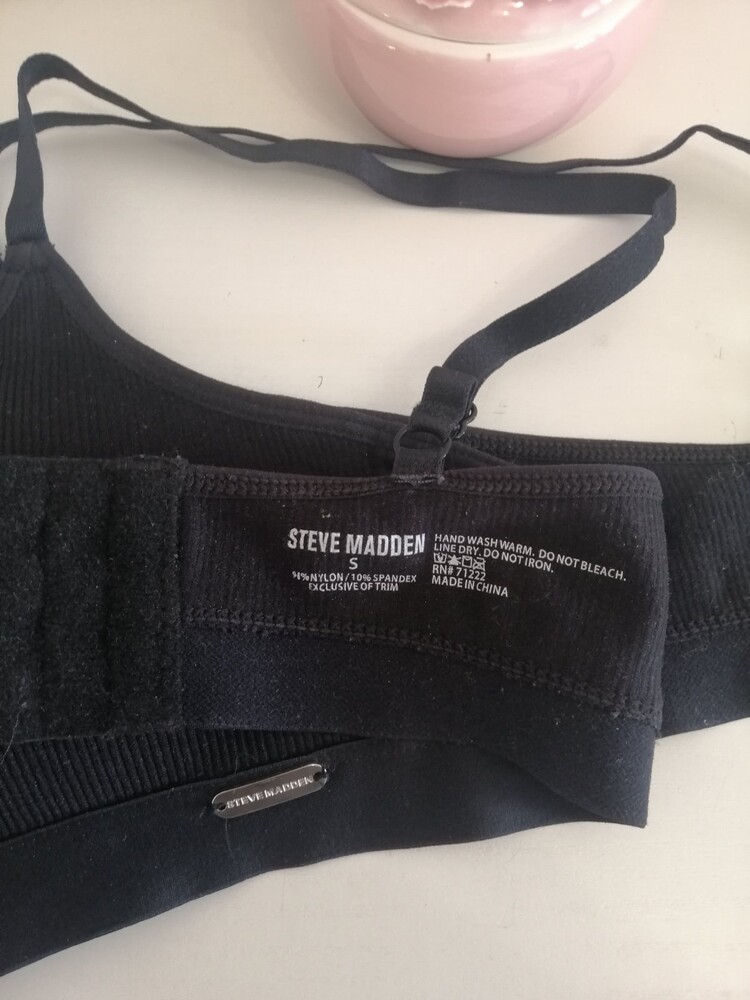 STEVE MADDEN
S
NYLON / 10% SPANDEX
EXCLUSIVE OF TRIM
HAND WASH WARM. DO NOT BLEACH.
LINE DRY. DO NOT IRON.
RN# 71222
MADE IN CHINA
STEVE MADDEN